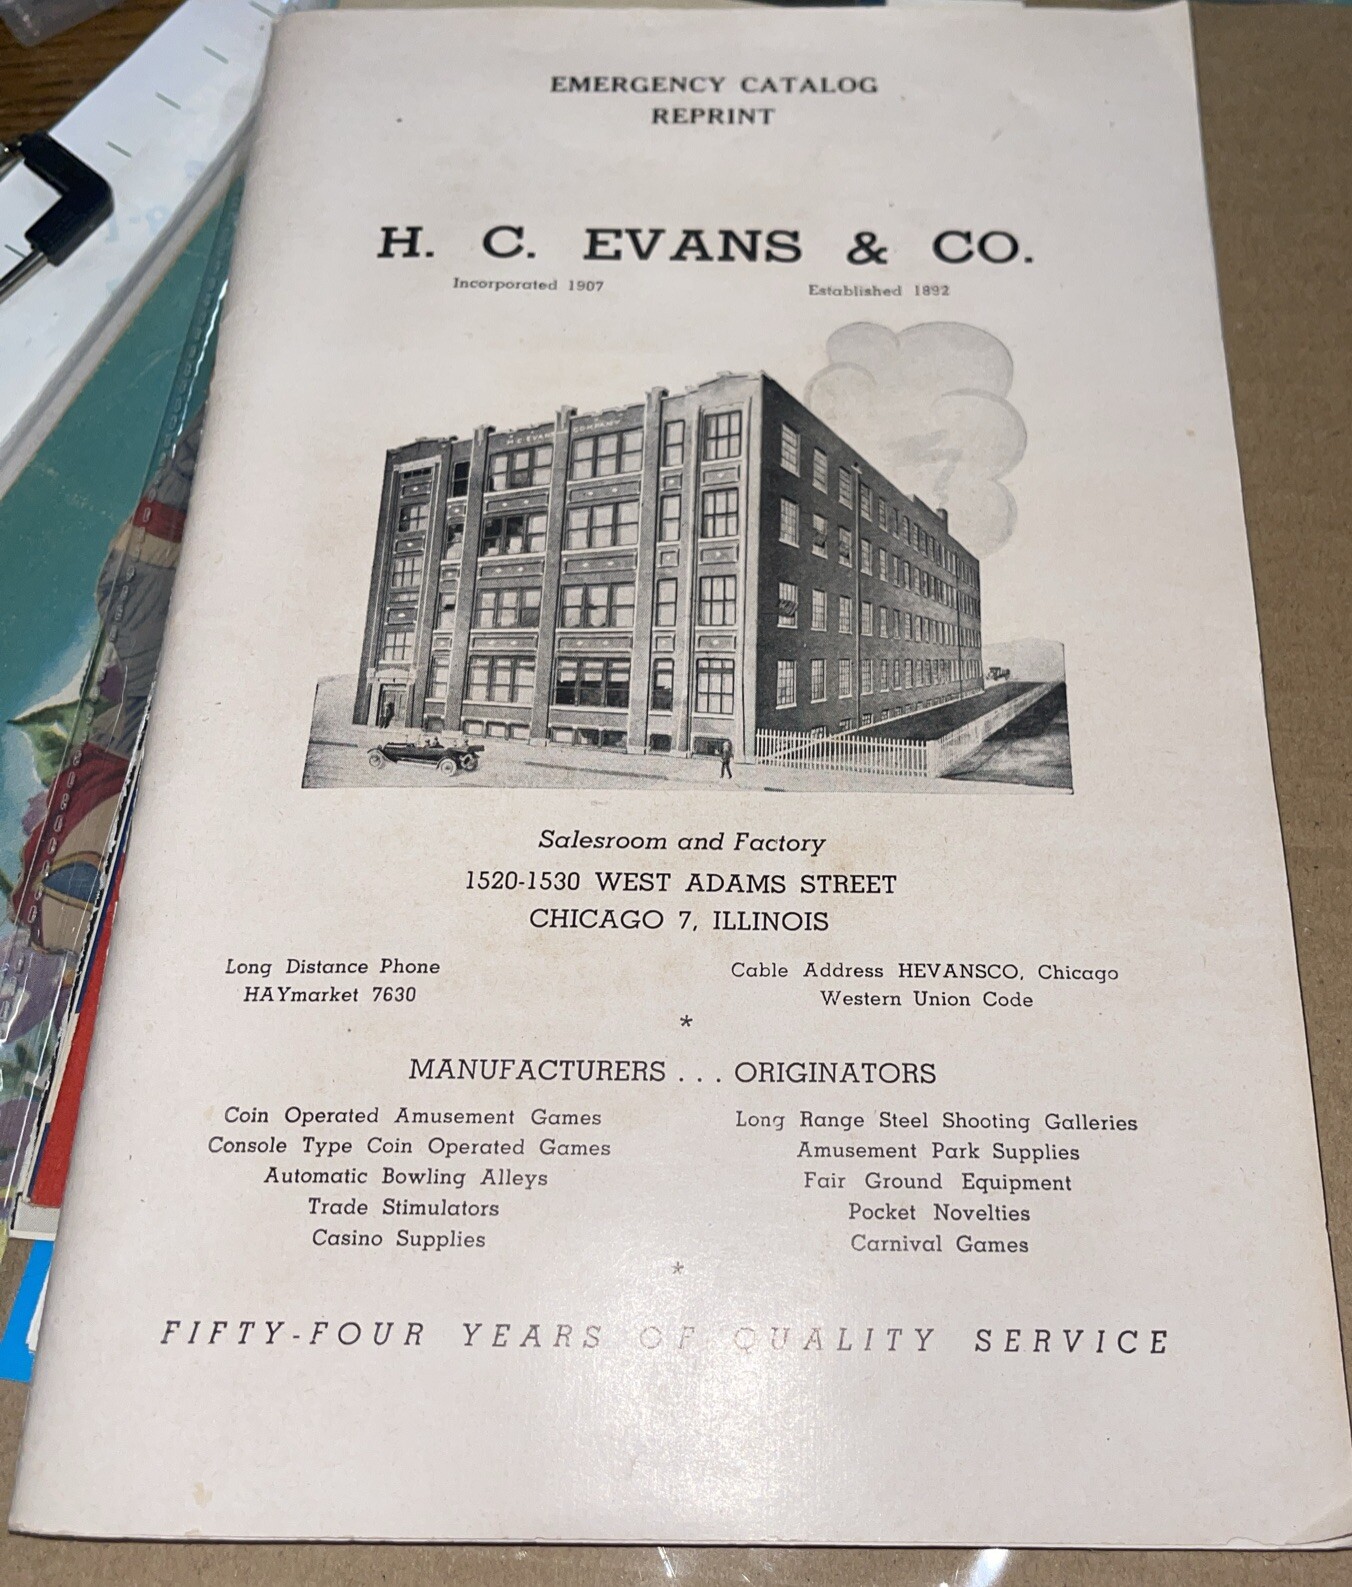 EMERGENCY CATALOG
REPRINT
H. C. EVANS & CO.
Incorporated 1907 Established 1892
H C EVANS COMPANY
Salesroom and Factory
1520-1530 WEST ADAMS STREET
CHICAGO 7, ILLINOIS
Long Distance Phone
HAYmarket 7630
Cable Address HEVANSCO, Chicago
Western Union Code
*
MANUFACTURERS . . . ORIGINATORS
Coin Operated Amusement Games
Console Type Coin Operated Games
Automatic Bowling Alleys
Trade Stimulators
Casino Supplies
Long Range Steel Shooting Galleries
Amusement Park Supplies
Fair Ground Equipment
Pocket Novelties
Carnival Games
*
FIFTY-FOUR YEARS OF QUALITY SERVICE